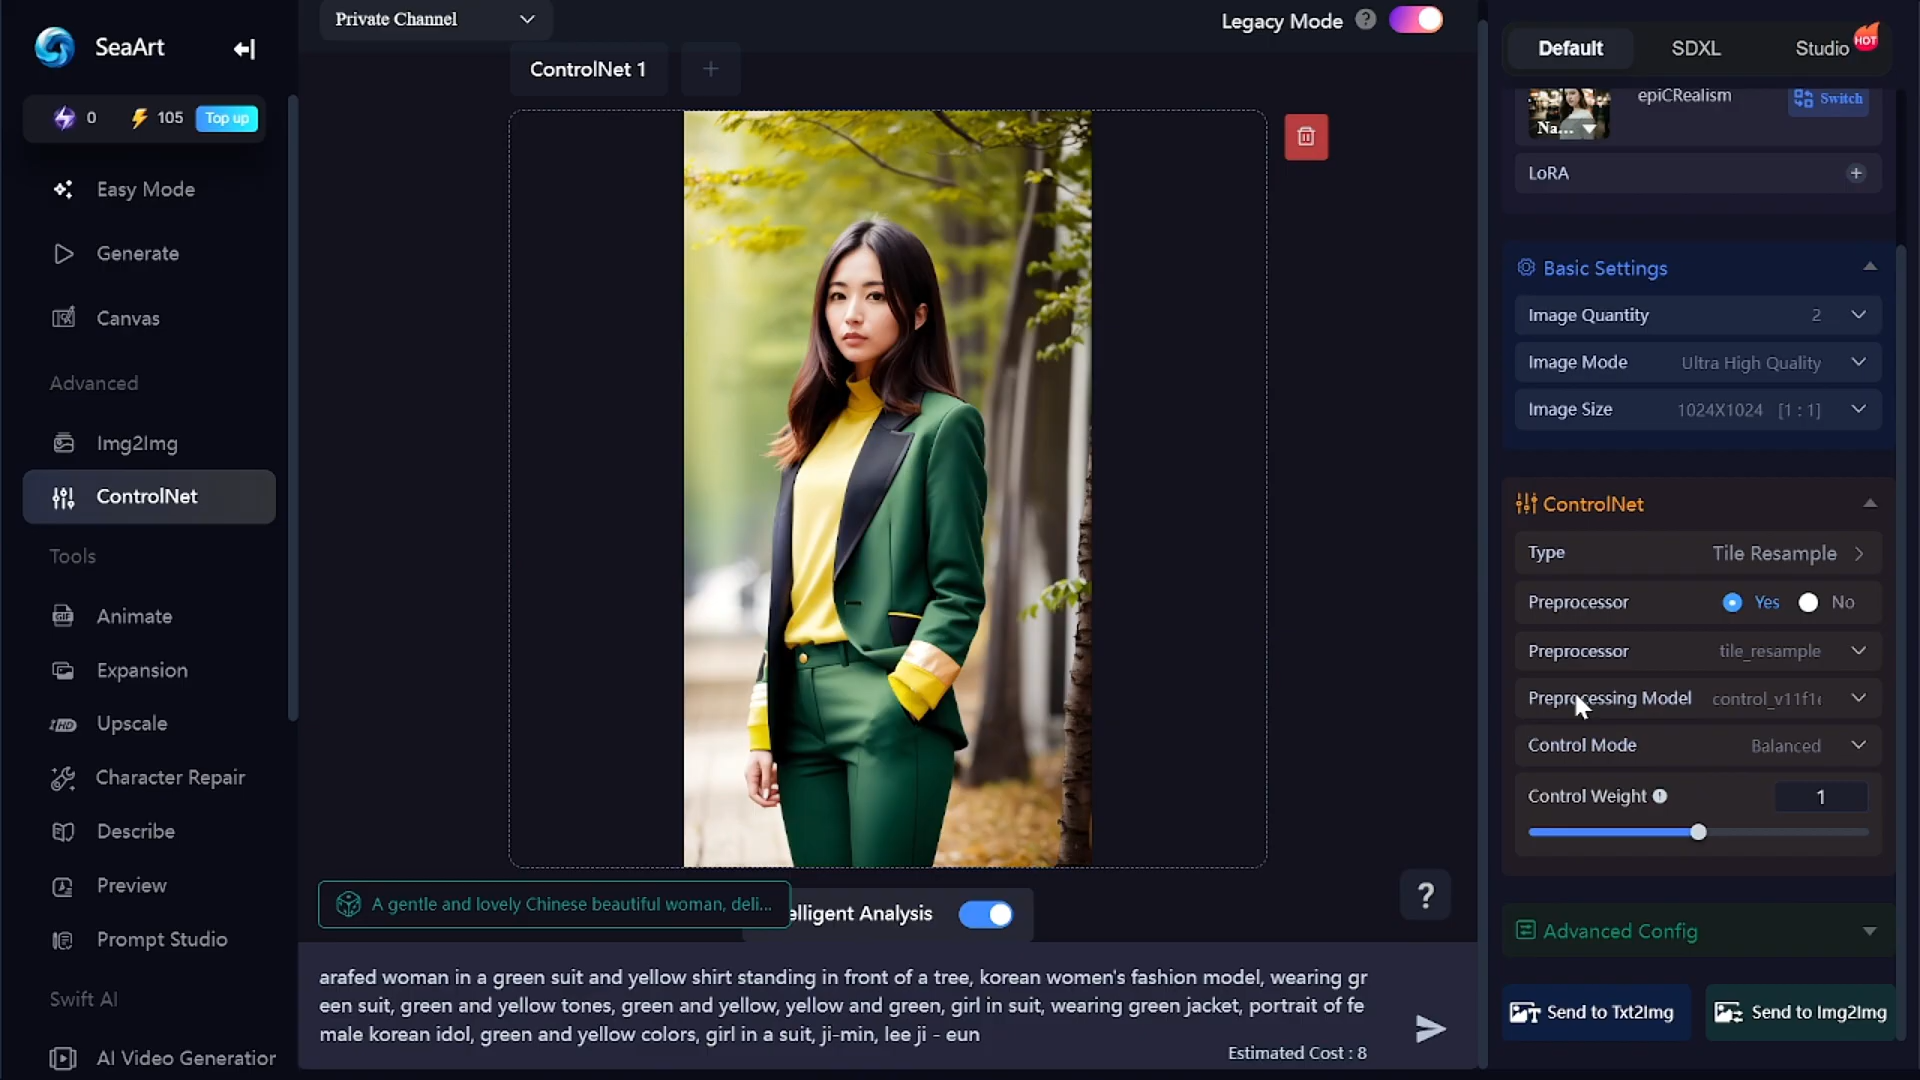 SeaArt
0
105
Top up
Easy Mode
Generate
Canvas
Advanced
Img2Img
ControlNet
Tools
Animate
Expansion
Upscale
Character Repair
Describe
Preview
Prompt Studio
Swift AI
AI Video Generation
Private Channel
Legacy Mode ?
ControlNet 1
+
A gentle and lovely Chinese beautiful woman, deli...
elligent Analysis
?
arafed woman in a green suit and yellow shirt standing in front of a tree, korean women's fashion model, wearing gr
een suit, green and yellow tones, green and yellow, yellow and green, girl in suit, wearing green jacket, portrait of fe
male korean idol, green and yellow colors, girl in a suit, ji-min, lee ji - eun
Estimated Cost : 8
Default
SDXL
Studio
HOT
Na...
epiCRealism
Switch
LoRA
+
Basic Settings
Image Quantity 2
Image Mode Ultra High Quality
Image Size 1024X1024 [1 : 1]
ControlNet
Type Tile Resample
Preprocessor Yes No
Preprocessor tile_resample
Preprocessing Model control_v11f1
Control Mode Balanced
Control Weight 1
Advanced Config
Send to Txt2Img
Send to Img2Img